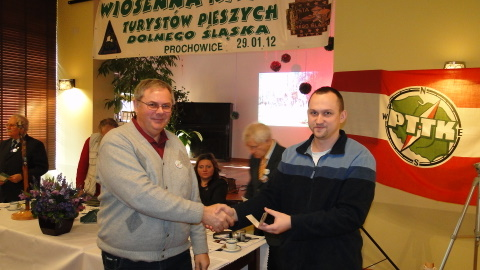 WIOSENNA
TURYSTÓW PIESZYCH
DOLNEGO ŚLĄSKA
PROCHOWICE 29.01.12
N
W PTTK E
S